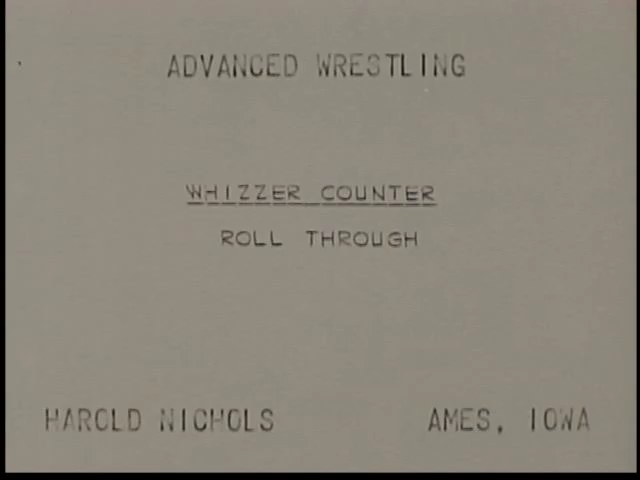 ADVANCED WRESTLING
WHIZZER COUNTER
ROLL THROUGH
HAROLD NICHOLS AMES, IOWA